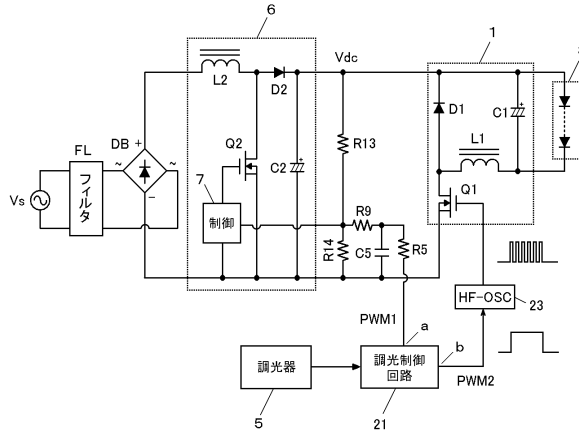 6
1
L2
D2
Vdc
D1
C1
L1
Q1
Q2
C2
R13
DB
+
~
~
-
FL
フィルタ
Vs
7
制御
R9
R14
C5
R5
HF-OSC
23
PWM1
a
b
PWM2
調光器
5
調光制御
回路
21